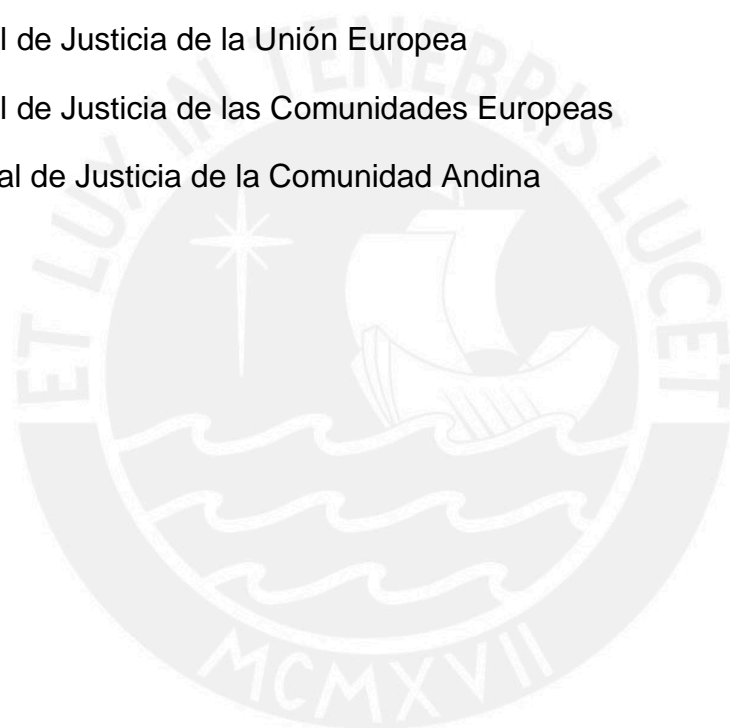 l de Justicia de la Unión Europea
l de Justicia de las Comunidades Europeas
al de Justicia de la Comunidad Andina
ET LUX IN TENEBRIS LUCET
MCMXVII